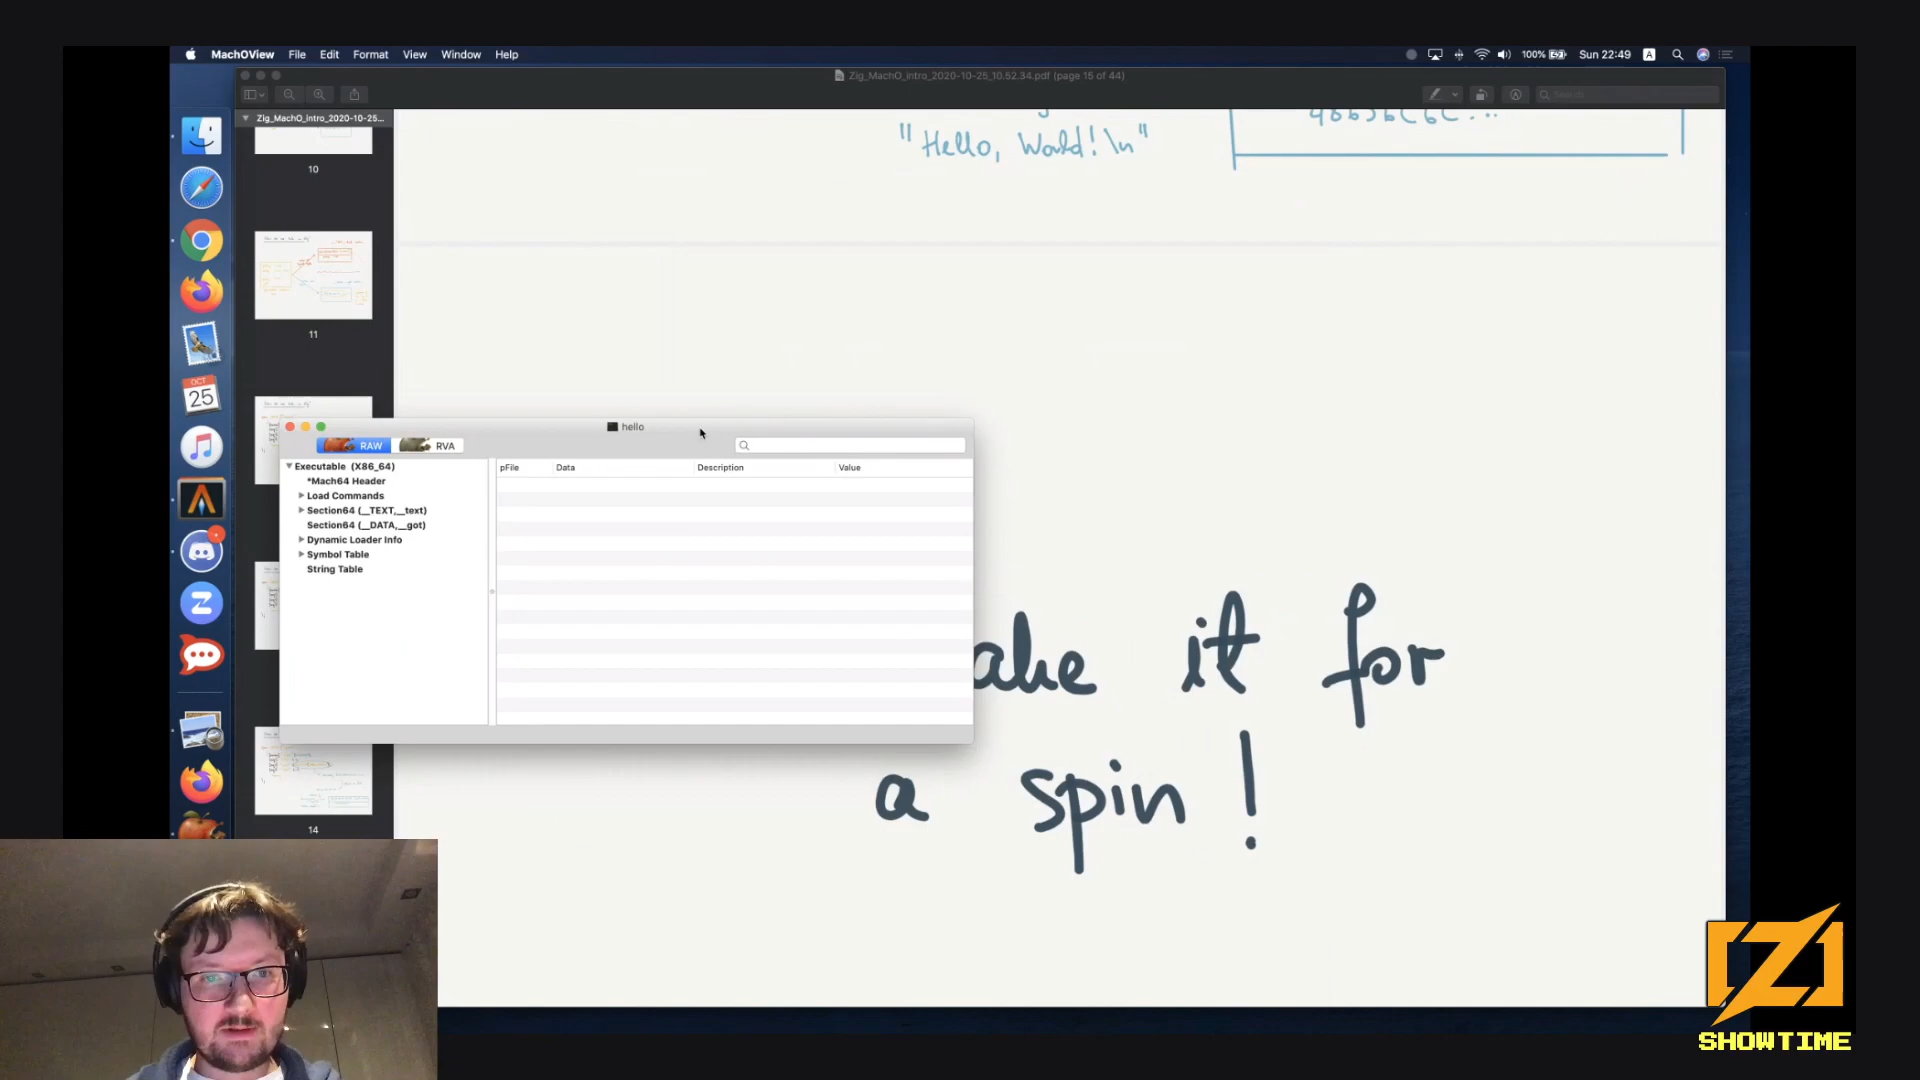 MachOView File Edit Format View Window Help
100% Sun 22:49 A
Zig_MachO_intro_2020-10-25_10.52.34.pdf (page 15 of 44)
Search
Zig_MachO_intro_2020-10-25...
"Hello, World!\n"
10
11
OCT
25
hello
RAW RVA
pFile Data Description Value
Executable (X86_64)
*Mach64 Header
Load Commands
Section64 (__TEXT,__text)
Section64 (__DATA,__got)
Dynamic Loader Info
Symbol Table
String Table
ake it for
a spin!
14
SHOWTIME